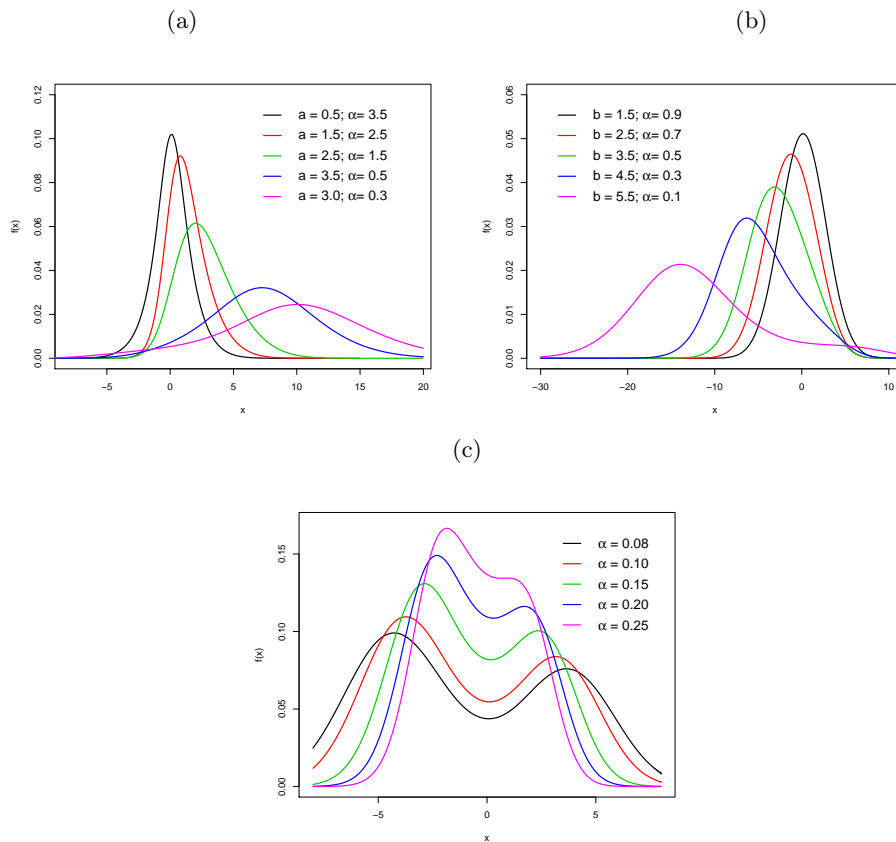 (a)
0.12
0.10
0.08
0.06
0.04
0.02
0.00
f(x)
a = 0.5; α= 3.5
a = 1.5; α= 2.5
a = 2.5; α= 1.5
a = 3.5; α= 0.5
a = 3.0; α= 0.3
−5 0 5 10 15 20
x
(b)
0.06
0.05
0.04
0.03
0.02
0.01
0.00
f(x)
b = 1.5; α= 0.9
b = 2.5; α= 0.7
b = 3.5; α= 0.5
b = 4.5; α= 0.3
b = 5.5; α= 0.1
−30 −20 −10 0 10
x
(c)
0.15
0.10
0.05
0.00
f(x)
α = 0.08
α = 0.10
α = 0.15
α = 0.20
α = 0.25
−5 0 5
x